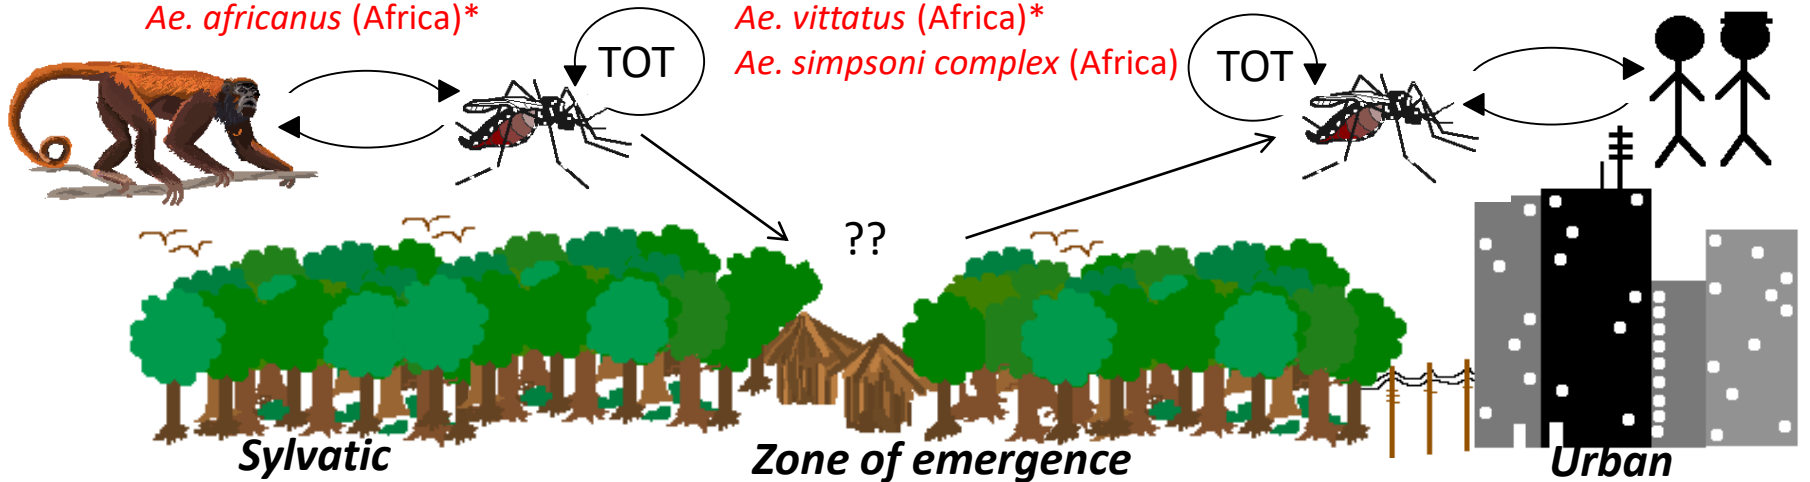 Ae. africanus (Africa)*
Ae. vittatus (Africa)*
Ae. simpsoni complex (Africa)
TOT
TOT
??
Sylvatic
Zone of emergence
Urban